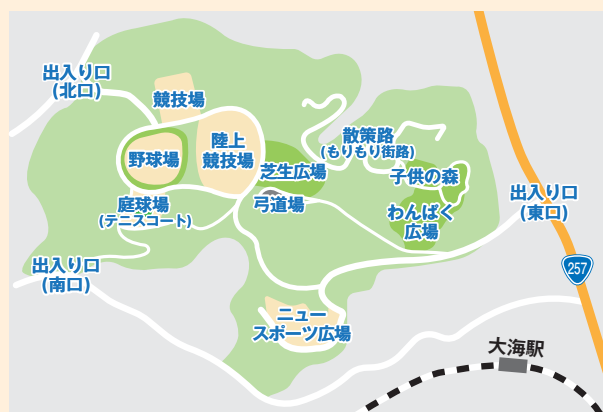 出入り口
(北口)
競技場
野球場
陸上
競技場
散策路
(もりもり街路)
芝生広場
子供の森
庭球場
(テニスコート)
弓道場
わんぱく
広場
出入り口
(東口)
出入り口
(南口)
257
ニュー
スポーツ広場
大海駅